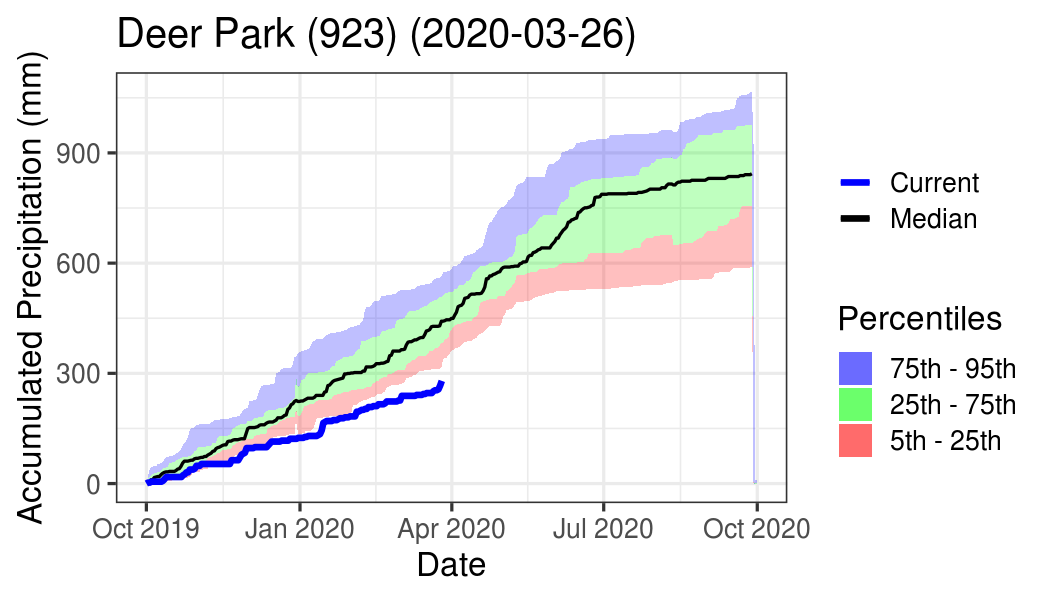 Deer Park (923) (2020-03-26)
Accumulated Precipitation (mm)
900
600
300
0
Oct 2019
Jan 2020
Apr 2020
Jul 2020
Oct 2020
Date
Current
Median
Percentiles
75th - 95th
25th - 75th
5th - 25th